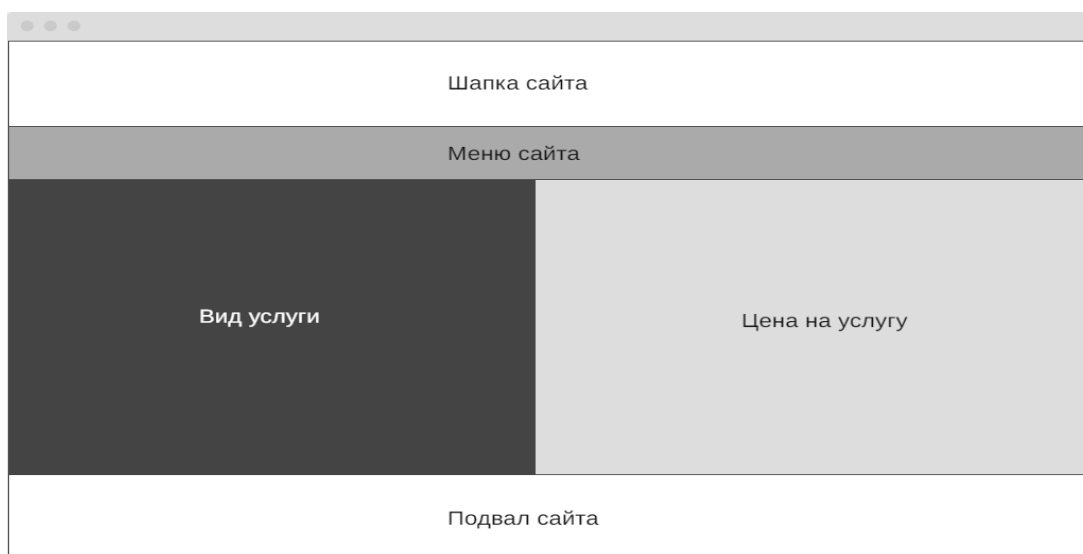 Шапка сайта
Меню сайта
Вид услуги
Цена на услугу
Подвал сайта